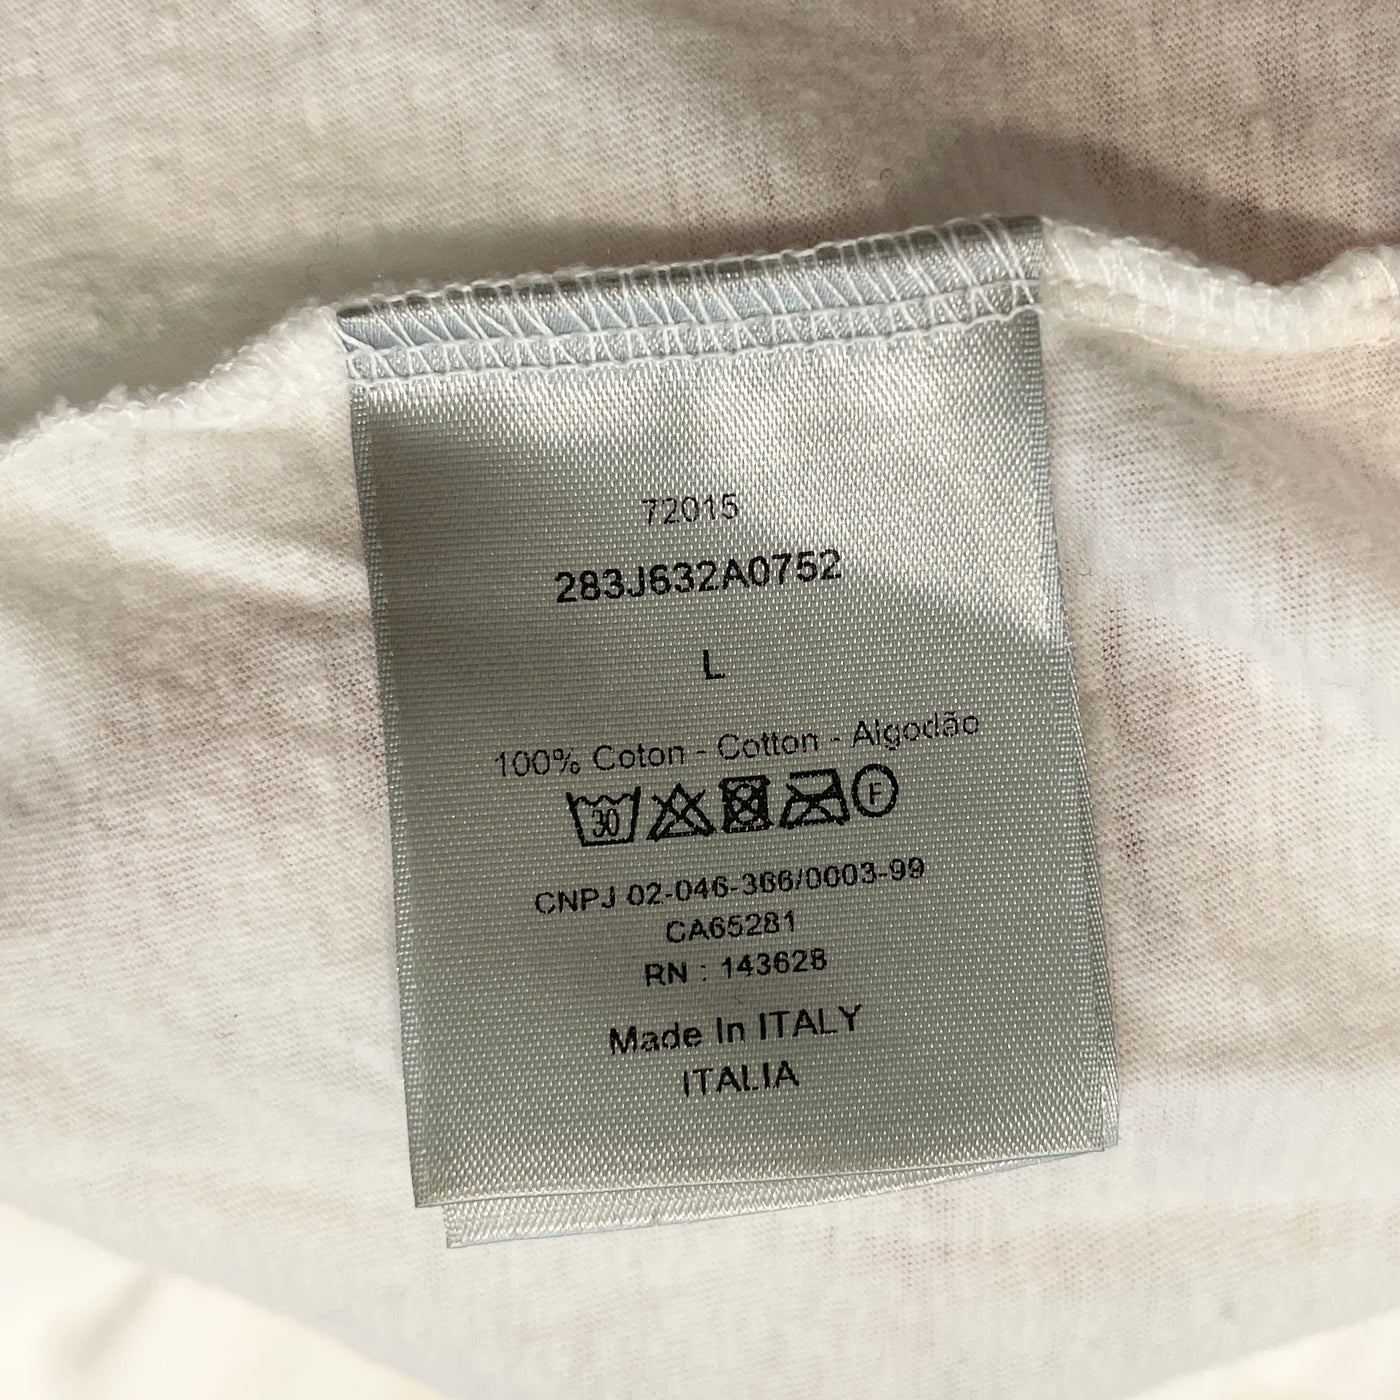 72015
283J632A0752
L
100% Coton - Cotton - Algodão
30 F
CNPJ 02-046-366/0003-99
CA65281
RN : 143628
Made In ITALY
ITALIA